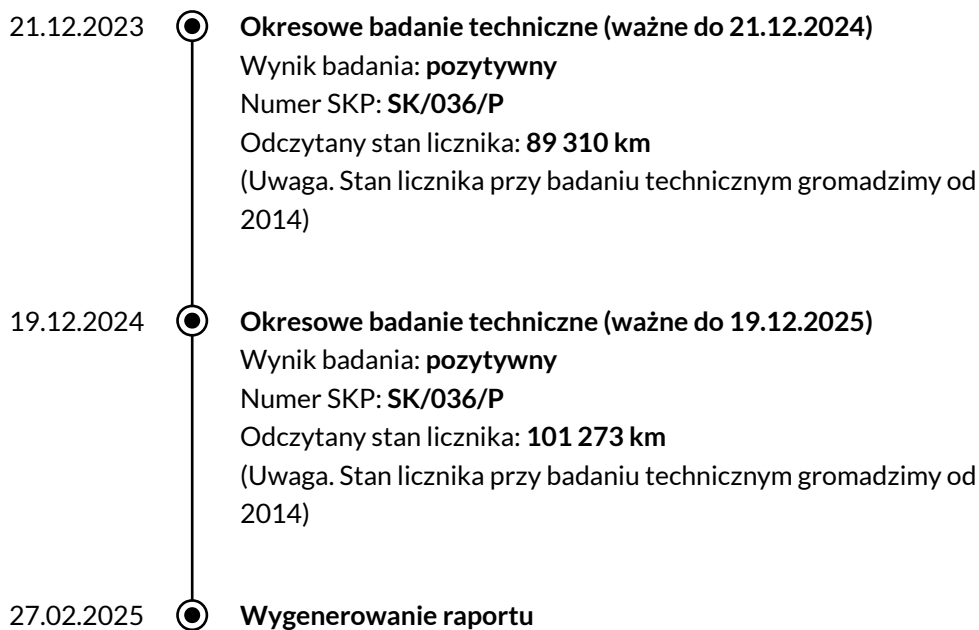 21.12.2023 Okresowe badanie techniczne (ważne do 21.12.2024)
Wynik badania: pozytywny
Numer SKP: SK/036/P
Odczytany stan licznika: 89 310 km
(Uwaga. Stan licznika przy badaniu technicznym gromadzimy od
2014)
19.12.2024 Okresowe badanie techniczne (ważne do 19.12.2025)
Wynik badania: pozytywny
Numer SKP: SK/036/P
Odczytany stan licznika: 101 273 km
(Uwaga. Stan licznika przy badaniu technicznym gromadzimy od
2014)
27.02.2025 Wygenerowanie raportu